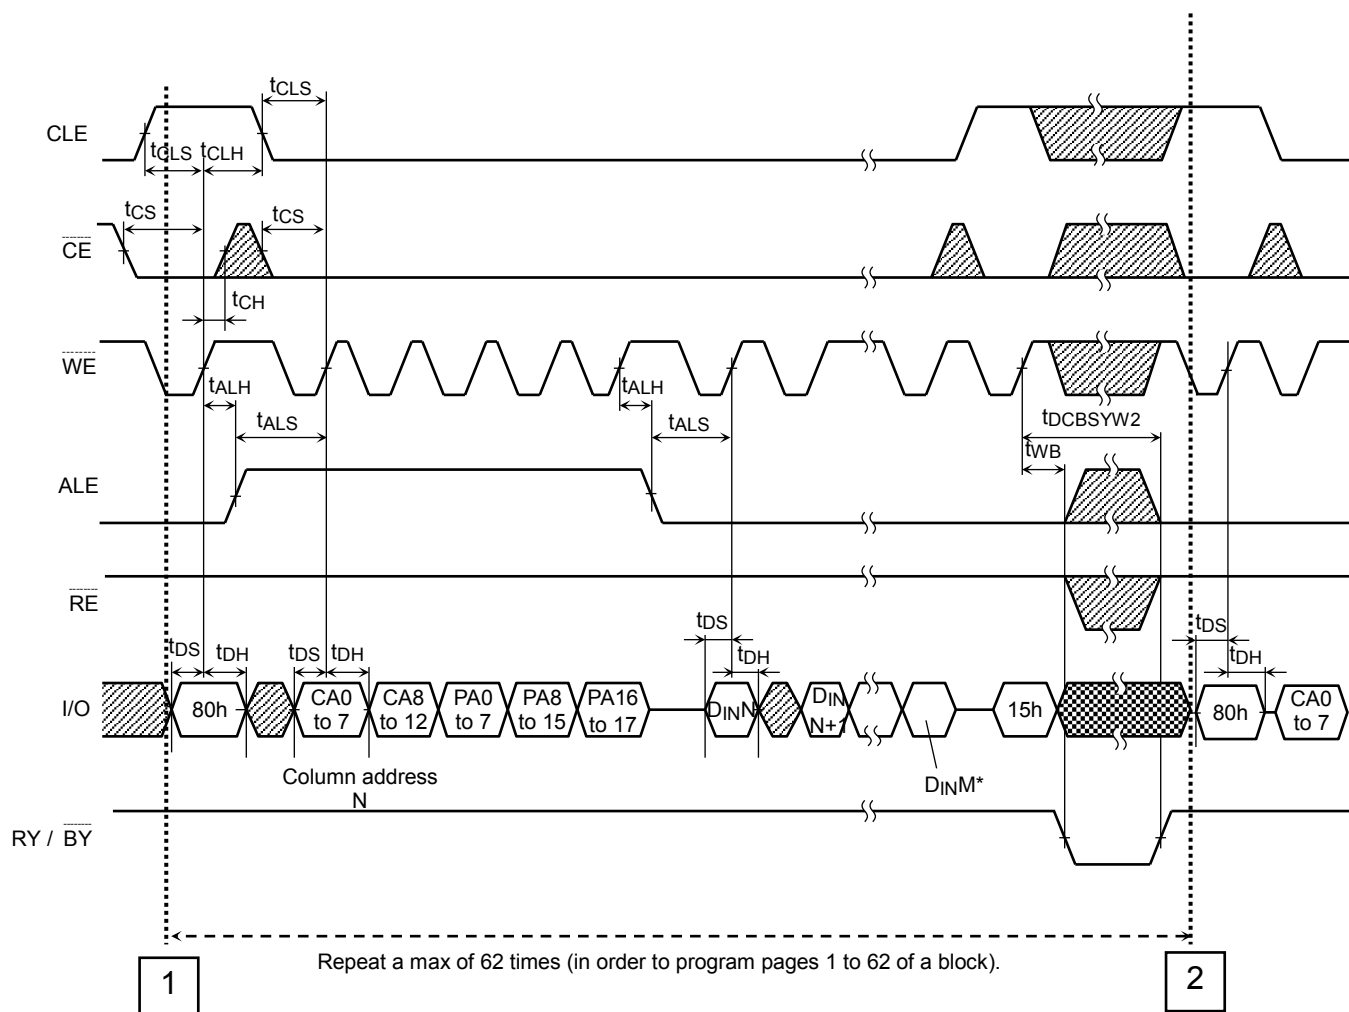 tCLS
CLE
tCLS tCLH
tCS tCS
CE
tCH
WE
tALH tALH
tALS tALS tDCBSYW2
tWB
ALE
RE
tDS tDH tDS tDH tDS tDH tDS tDH
I/O 80h CA0 to 7 CA8 to 12 PA0 to 7 PA8 to 15 PA16 to 17 DINN DIN N+1 15h 80h CA0 to 7
Column address
N
DINM*
RY / BY
Repeat a max of 62 times (in order to program pages 1 to 62 of a block).
1 2